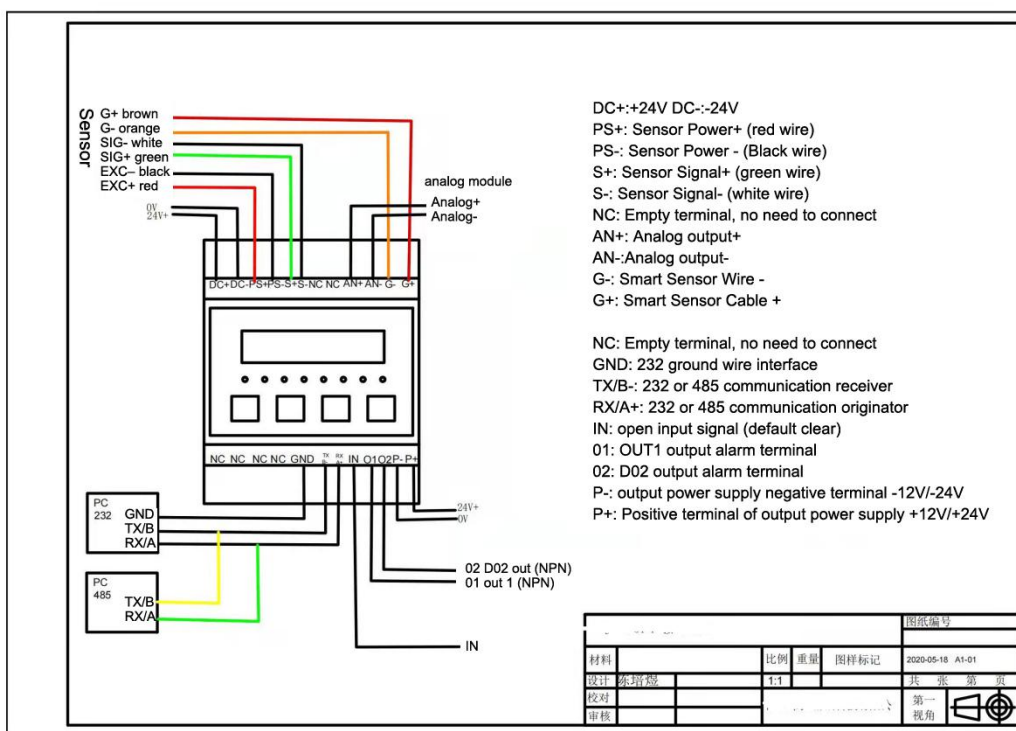 Sensor
G+ brown
G- orange
SIG- white
SIG+ green
EXC– black
EXC+ red
0V
24V+
analog module
Analog+
Analog-
DC+ DC- PS+ PS- S+ S- NC NC AN+ AN- G- G+
NC NC NC NC GND TX B- RX A+ IN O1 O2 P- P+
PC
232
GND
TX/B
RX/A
PC
485
TX/B
RX/A
24V+
0V
02 D02 out (NPN)
01 out 1 (NPN)
IN
DC+:+24V DC-:-24V
PS+: Sensor Power+ (red wire)
PS-: Sensor Power - (Black wire)
S+: Sensor Signal+ (green wire)
S-: Sensor Signal- (white wire)
NC: Empty terminal, no need to connect
AN+: Analog output+
AN-:Analog output-
G-: Smart Sensor Wire -
G+: Smart Sensor Cable +
NC: Empty terminal, no need to connect
GND: 232 ground wire interface
TX/B-: 232 or 485 communication receiver
RX/A+: 232 or 485 communication originator
IN: open input signal (default clear)
01: OUT1 output alarm terminal
02: D02 output alarm terminal
P-: output power supply negative terminal -12V/-24V
P+: Positive terminal of output power supply +12V/+24V
图纸编号
材料 比例 重量 图样标记 2020-05-18 A1-01
设计 陈培煜 1:1 共 张 第 页
校对
审核
第一
视角